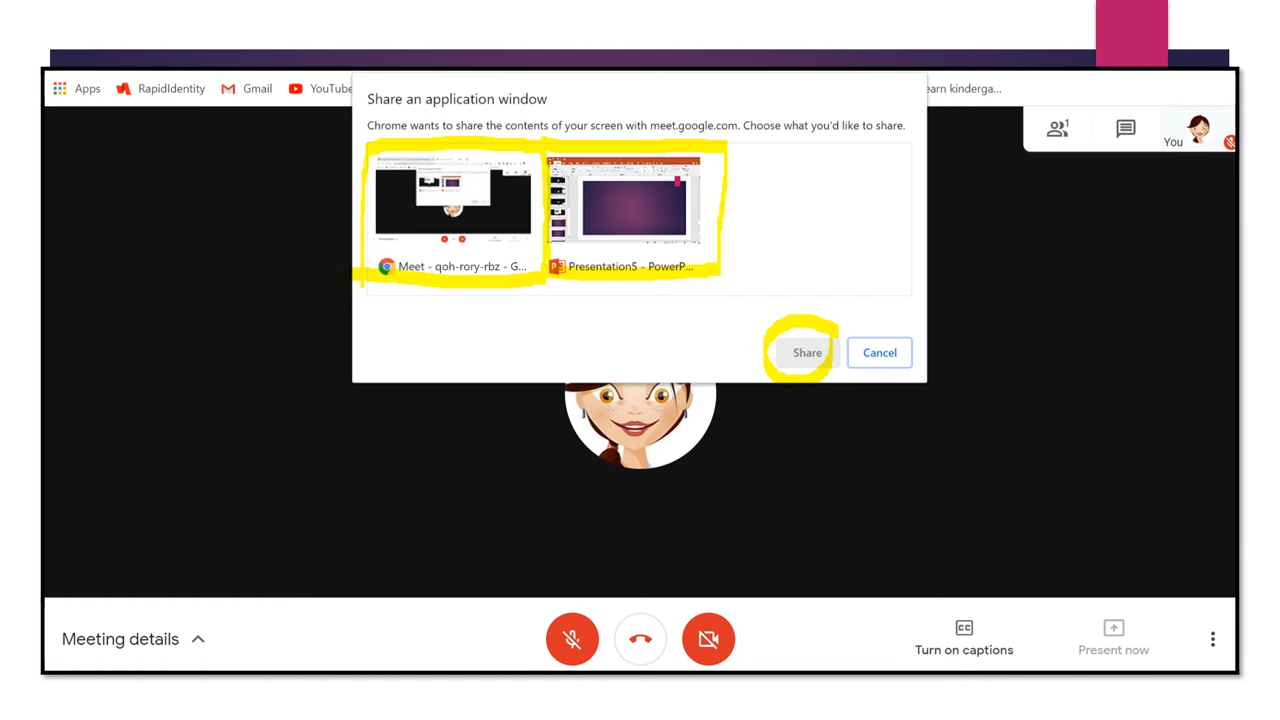 Apps RapidIdentity Gmail YouTube earn kinderga...
Share an application window
Chrome wants to share the contents of your screen with meet.google.com. Choose what you'd like to share.
1
You
Meet - qoh-rory-rbz - G... Presentation5 - PowerP...
Share Cancel
Meeting details
CC
Turn on captions Present now